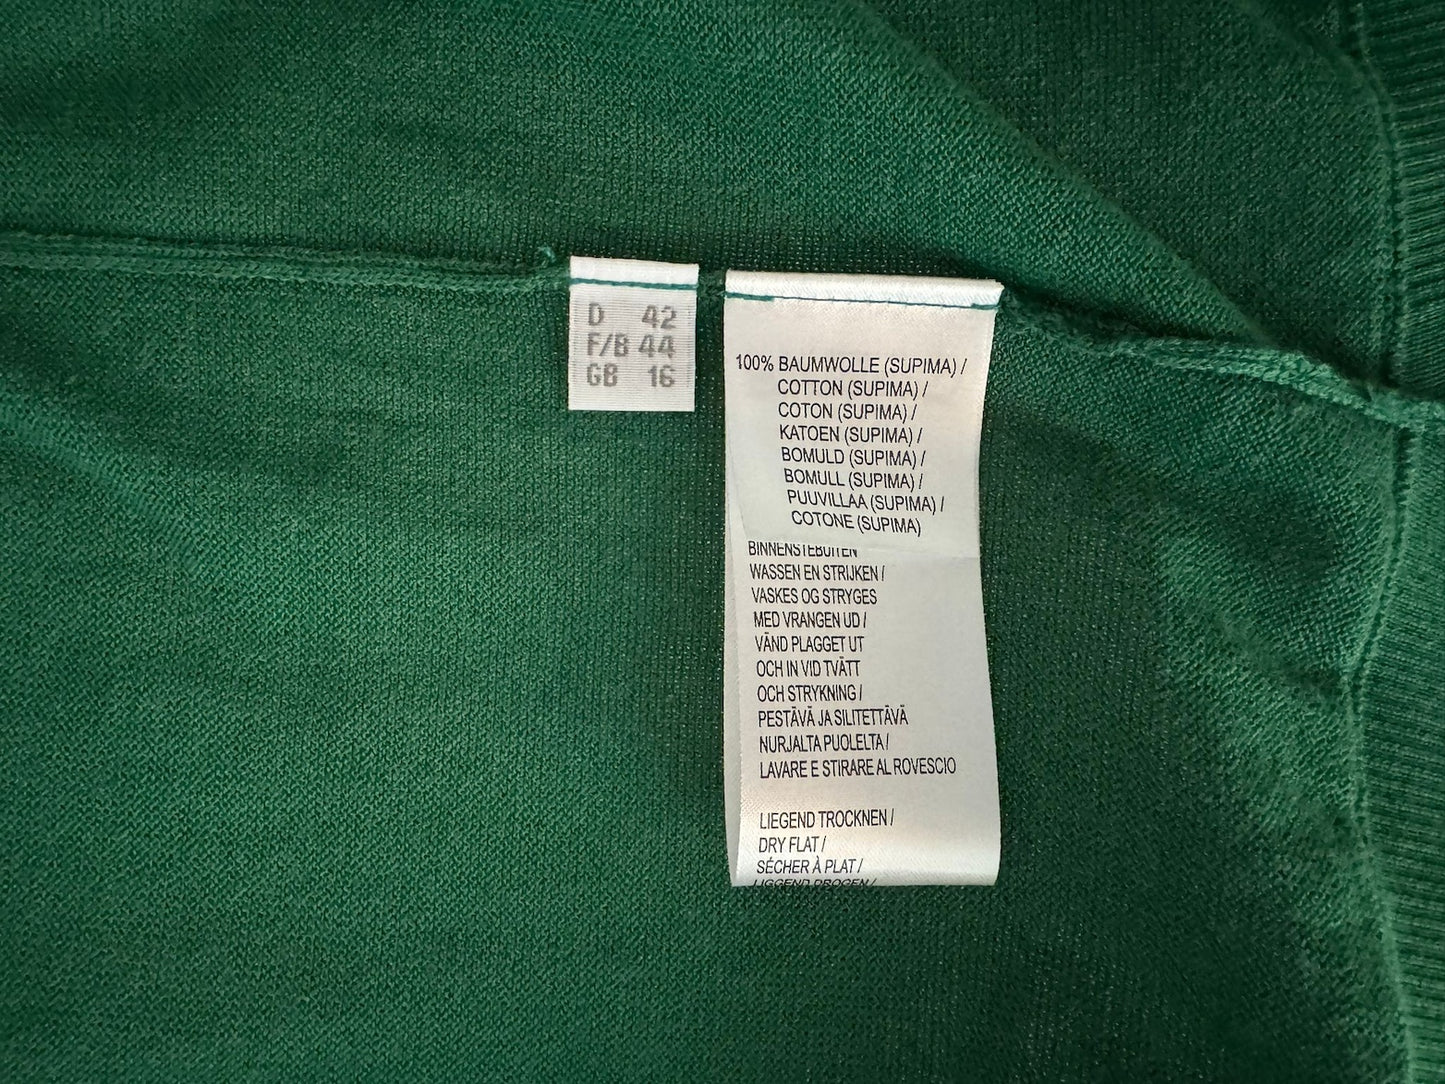 D 42
F/B 44
GB 16
100% BAUMWOLLE (SUPIMA) /
COTTON (SUPIMA) /
COTON (SUPIMA) /
KATOEN (SUPIMA) /
BOMULD (SUPIMA) /
BOMULL (SUPIMA) /
PUUVILLAA (SUPIMA) /
COTONE (SUPIMA)
BINNENSTEBUITEN
WASSEN EN STRIJKEN /
VASKES OG STRYGES
MED VRANGEN UD /
VÄND PLAGGET UT
OCH IN VID TVÄTT
OCH STRYKNING /
PESTÄVÄ JA SILITETTÄVÄ
NURJALTA PUOLELTA /
LAVARE E STIRARE AL ROVESCIO
LIEGEND TROCKNEN /
DRY FLAT /
SÉCHER À PLAT /
LIGGEND DROGEN /